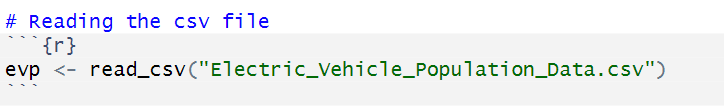 # Reading the csv file
```{r}
evp <- read_csv("Electric_Vehicle_Population_Data.csv")
```